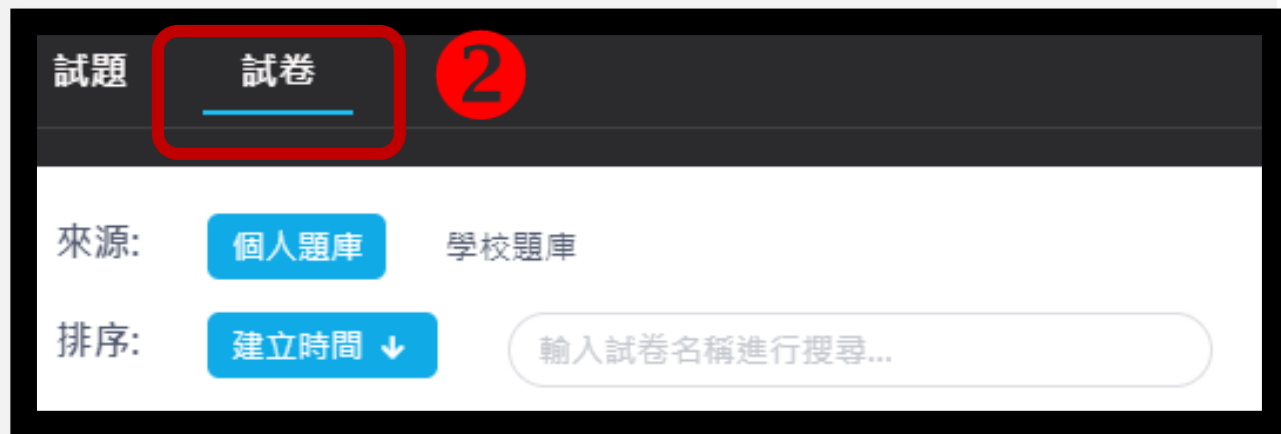 試題 試卷 2
來源: 個人題庫 學校題庫
排序: 建立時間 ↓ 輸入試卷名稱進行搜尋...